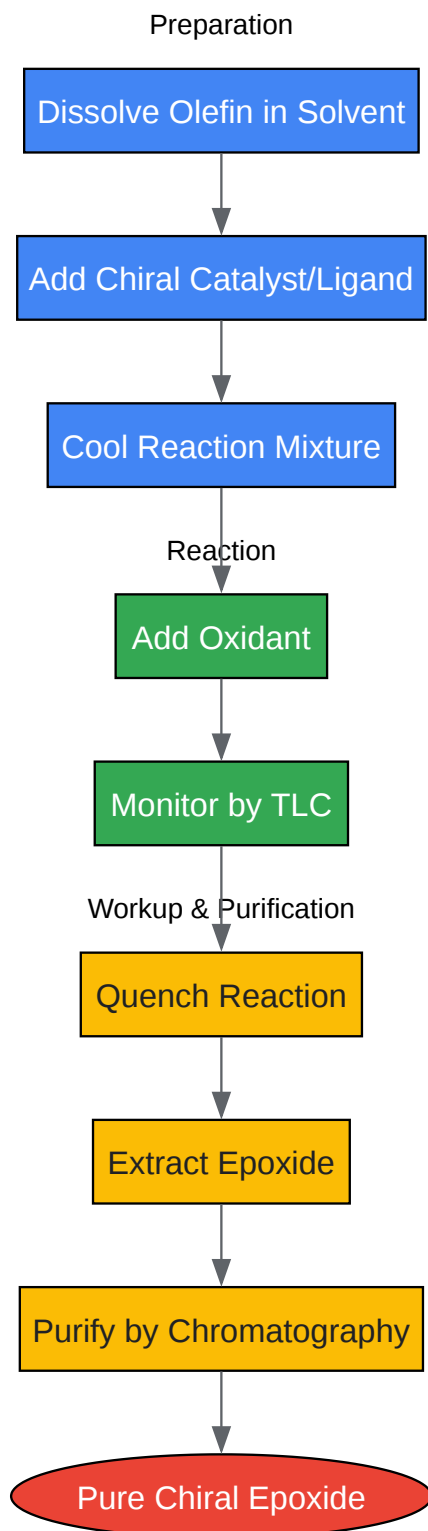 Preparation
Dissolve Olefin in Solvent
Add Chiral Catalyst/Ligand
Cool Reaction Mixture
Reaction
Add Oxidant
Monitor by TLC
Workup & Purification
Quench Reaction
Extract Epoxide
Purify by Chromatography
Pure Chiral Epoxide